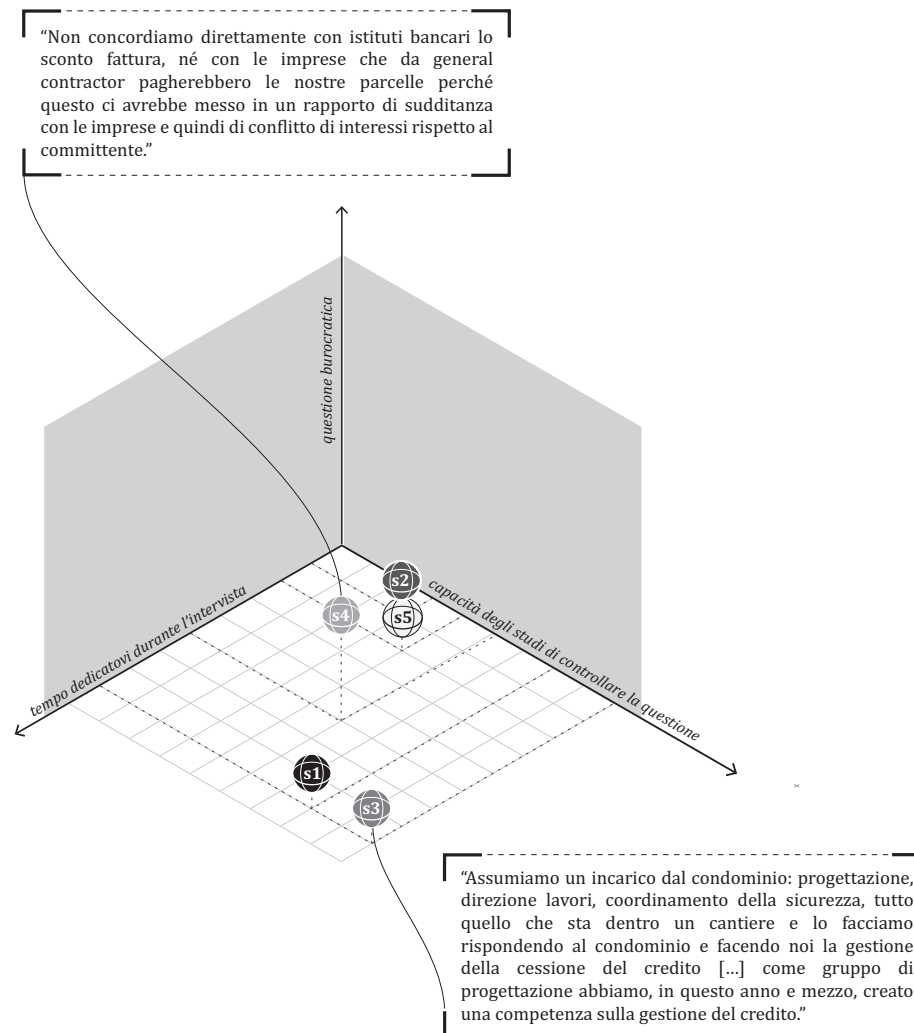 “Non concordiamo direttamente con istituti bancari lo
sconto fattura, né con le imprese che da general
contractor pagherebbero le nostre parcelle perché
questo ci avrebbe messo in un rapporto di sudditanza
con le imprese e quindi di conflitto di interessi rispetto al
committente.”
questione burocratica
tempo dedicatovi durante l’intervista
capacità degli studi di controllare la questione
s2
s4
s5
s1
s3
“Assumiamo un incarico dal condominio: progettazione,
direzione lavori, coordinamento della sicurezza, tutto
quello che sta dentro un cantiere e lo facciamo
rispondendo al condominio e facendo noi la gestione
della cessione del credito [...] come gruppo di
progettazione abbiamo, in questo anno e mezzo, creato
una competenza sulla gestione del credito.”